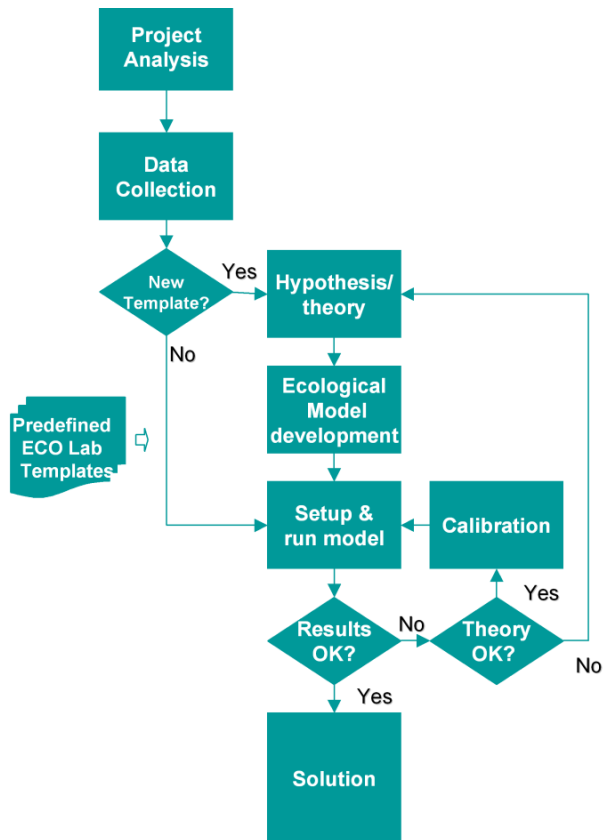 Project
Analysis
Data
Collection
New
Template?
Yes
No
Hypothesis/
theory
Ecological
Model
development
Predefined
ECO Lab
Templates
Setup &
run model
Calibration
Results
OK?
No
Theory
OK?
Yes
No
Yes
Solution